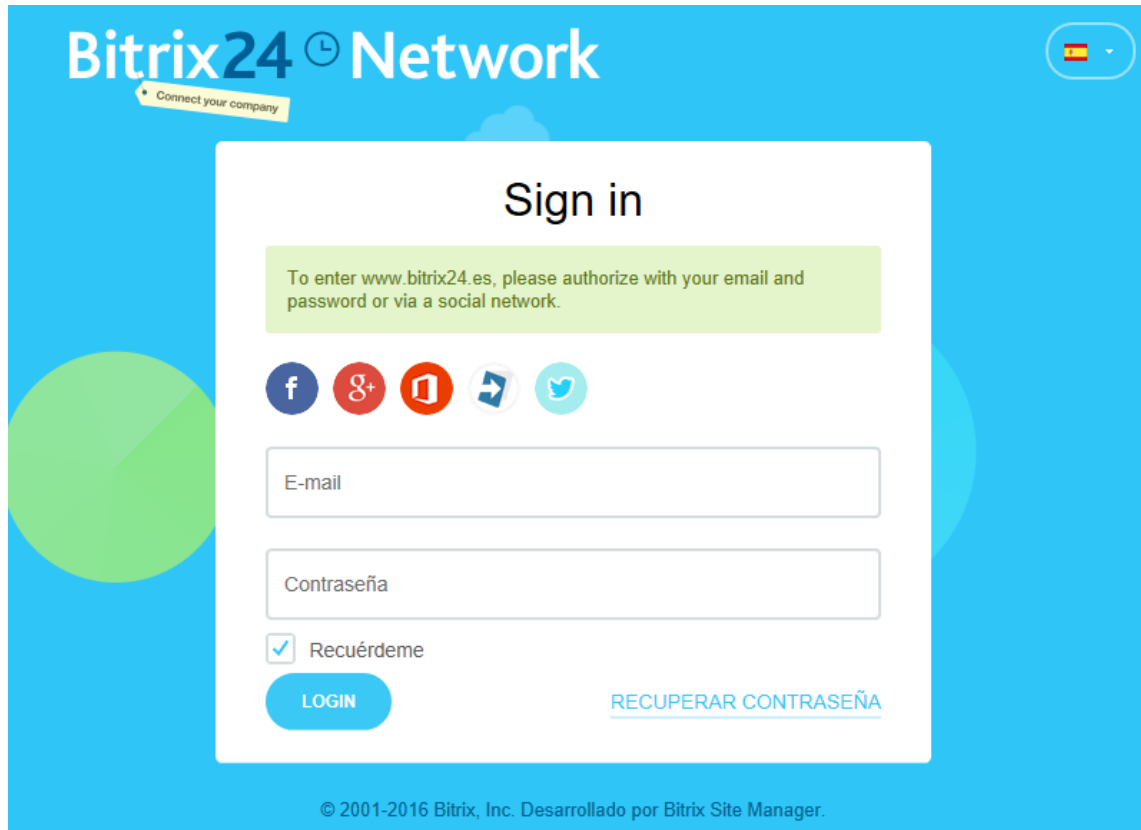 Bitrix24 Network
Connect your company
Sign in
To enter www.bitrix24.es, please authorize with your email and
password or via a social network.
f 8+
E-mail
Contraseña
Recuérdeme
LOGIN RECUPERAR CONTRASEÑA
© 2001-2016 Bitrix, Inc. Desarrollado por Bitrix Site Manager.